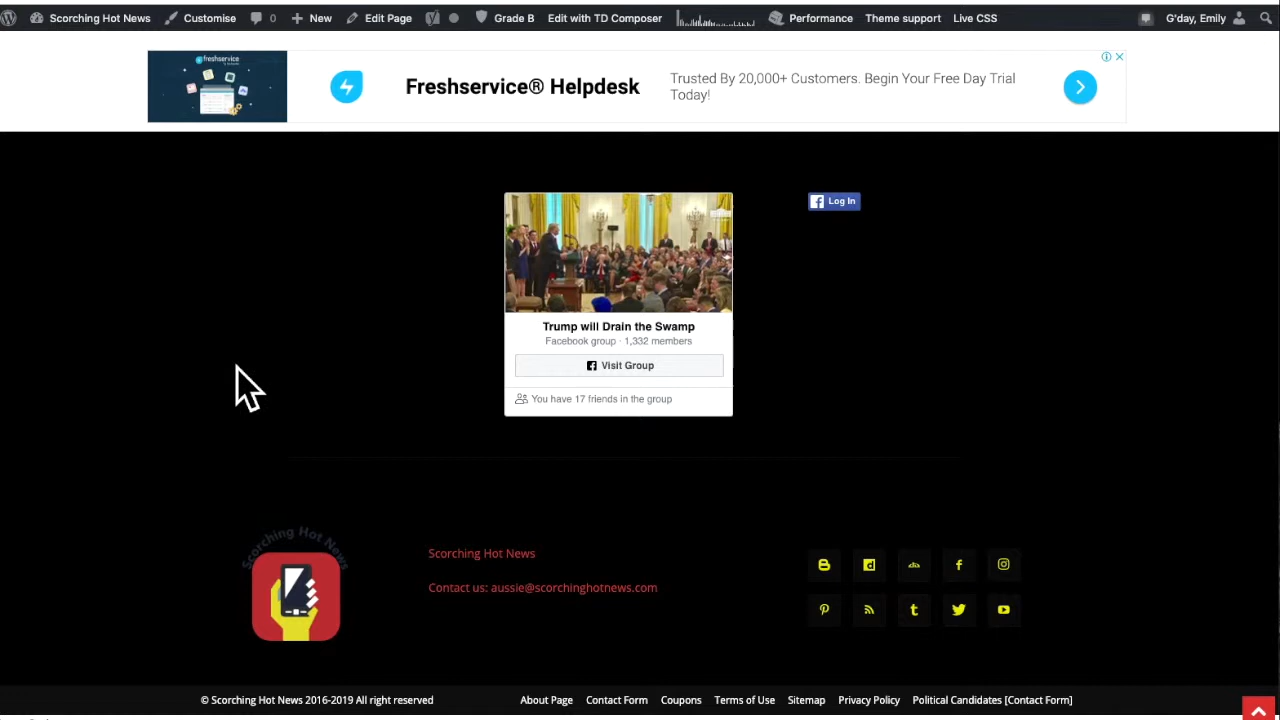 Scorching Hot News Customise 0 New Edit Page Grade B Edit with TD Composer Performance Theme support Live CSS G'day, Emily
freshservice
Freshservice® Helpdesk
Trusted By 20,000+ Customers. Begin Your Free Day Trial
Today!
Log In
Trump will Drain the Swamp
Facebook group · 1,332 members
Visit Group
You have 17 friends in the group
Scorching Hot News
Scorching Hot News
Contact us: aussie@scorchinghotnews.com
© Scorching Hot News 2016-2019 All right reserved
About Page Contact Form Coupons Terms of Use Sitemap Privacy Policy Political Candidates [Contact Form]